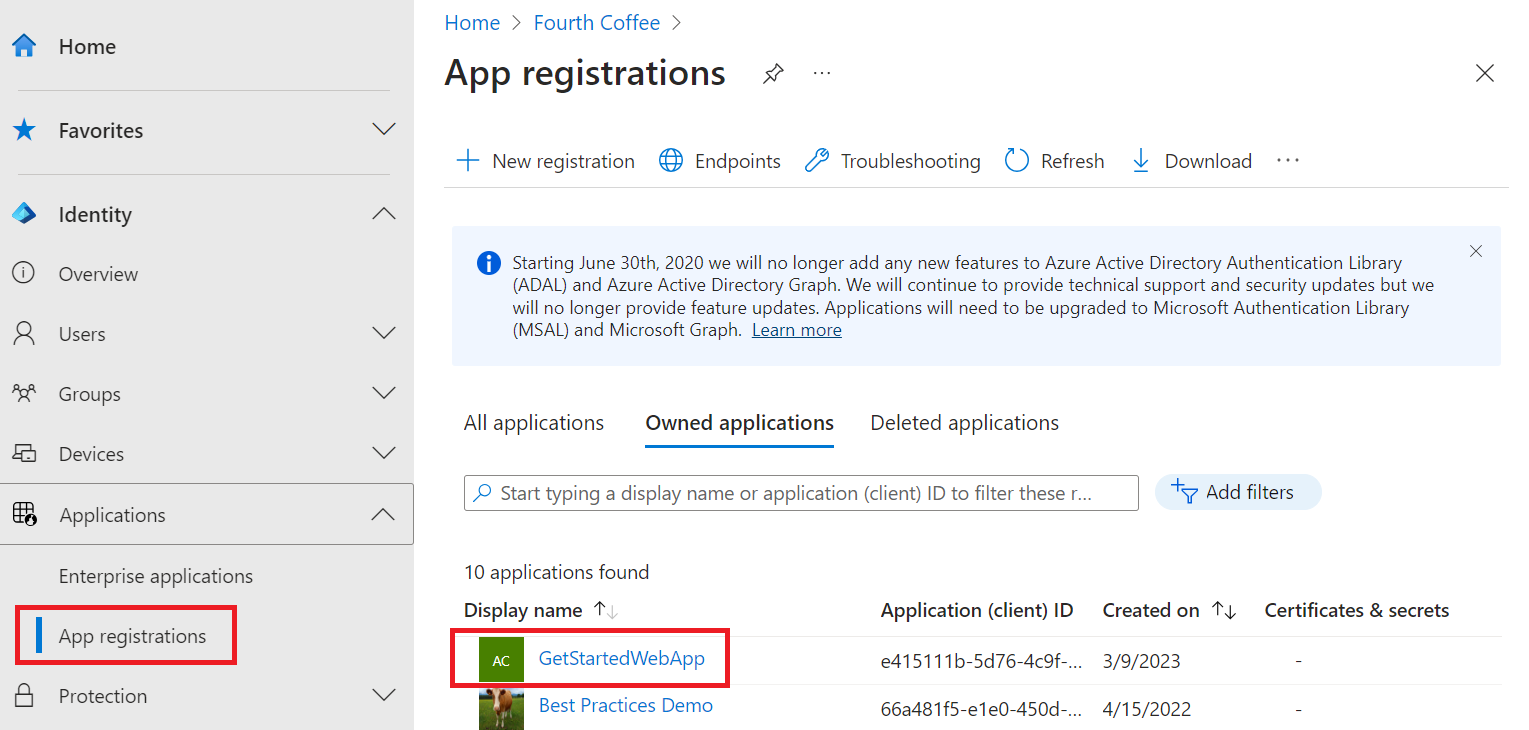 Home
Favorites
Identity
Overview
Users
Groups
Devices
Applications
Enterprise applications
App registrations
Protection
Home > Fourth Coffee >
App registrations
New registration Endpoints Troubleshooting Refresh Download ...
Starting June 30th, 2020 we will no longer add any new features to Azure Active Directory Authentication Library
(ADAL) and Azure Active Directory Graph. We will continue to provide technical support and security updates but we
will no longer provide feature updates. Applications will need to be upgraded to Microsoft Authentication Library
(MSAL) and Microsoft Graph. Learn more
All applications Owned applications Deleted applications
Start typing a display name or application (client) ID to filter these r... Add filters
10 applications found
Display name Application (client) ID Created on Certificates & secrets
AC GetStartedWebApp e415111b-5d76-4c9f-... 3/9/2023 -
Best Practices Demo 66a481f5-e1e0-450d-... 4/15/2022 -